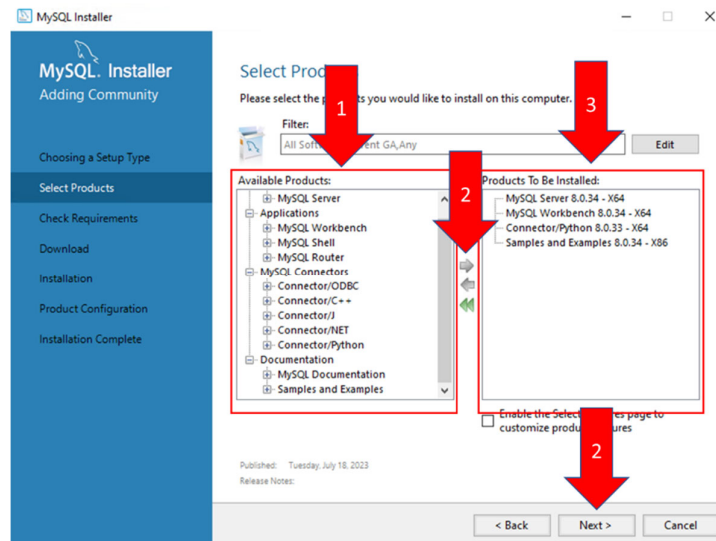 MySQL Installer
MySQL. Installer
Adding Community
Choosing a Setup Type
Select Products
Check Requirements
Download
Installation
Product Configuration
Installation Complete
Select Prod
Please select the p ts you would like to install on this computer.
1
3
Filter:
All Soft ent GA,Any
Edit
Available Products:
MySQL Server
Applications
MySQL Workbench
MySQL Shell
MySQL Router
MySQL Connectors
Connector/ODBC
Connector/C++
Connector/J
Connector/NET
Connector/Python
Documentation
MySQL Documentation
Samples and Examples
2
Products To Be Installed:
MySQL Server 8.0.34 - X64
MySQL Workbench 8.0.34 - X64
Connector/Python 8.0.33 - X64
Samples and Examples 8.0.34 - X86
Enable the Select res page to
customize produ ures
2
Published: Tuesday, July 18, 2023
Release Notes:
< Back
Next >
Cancel